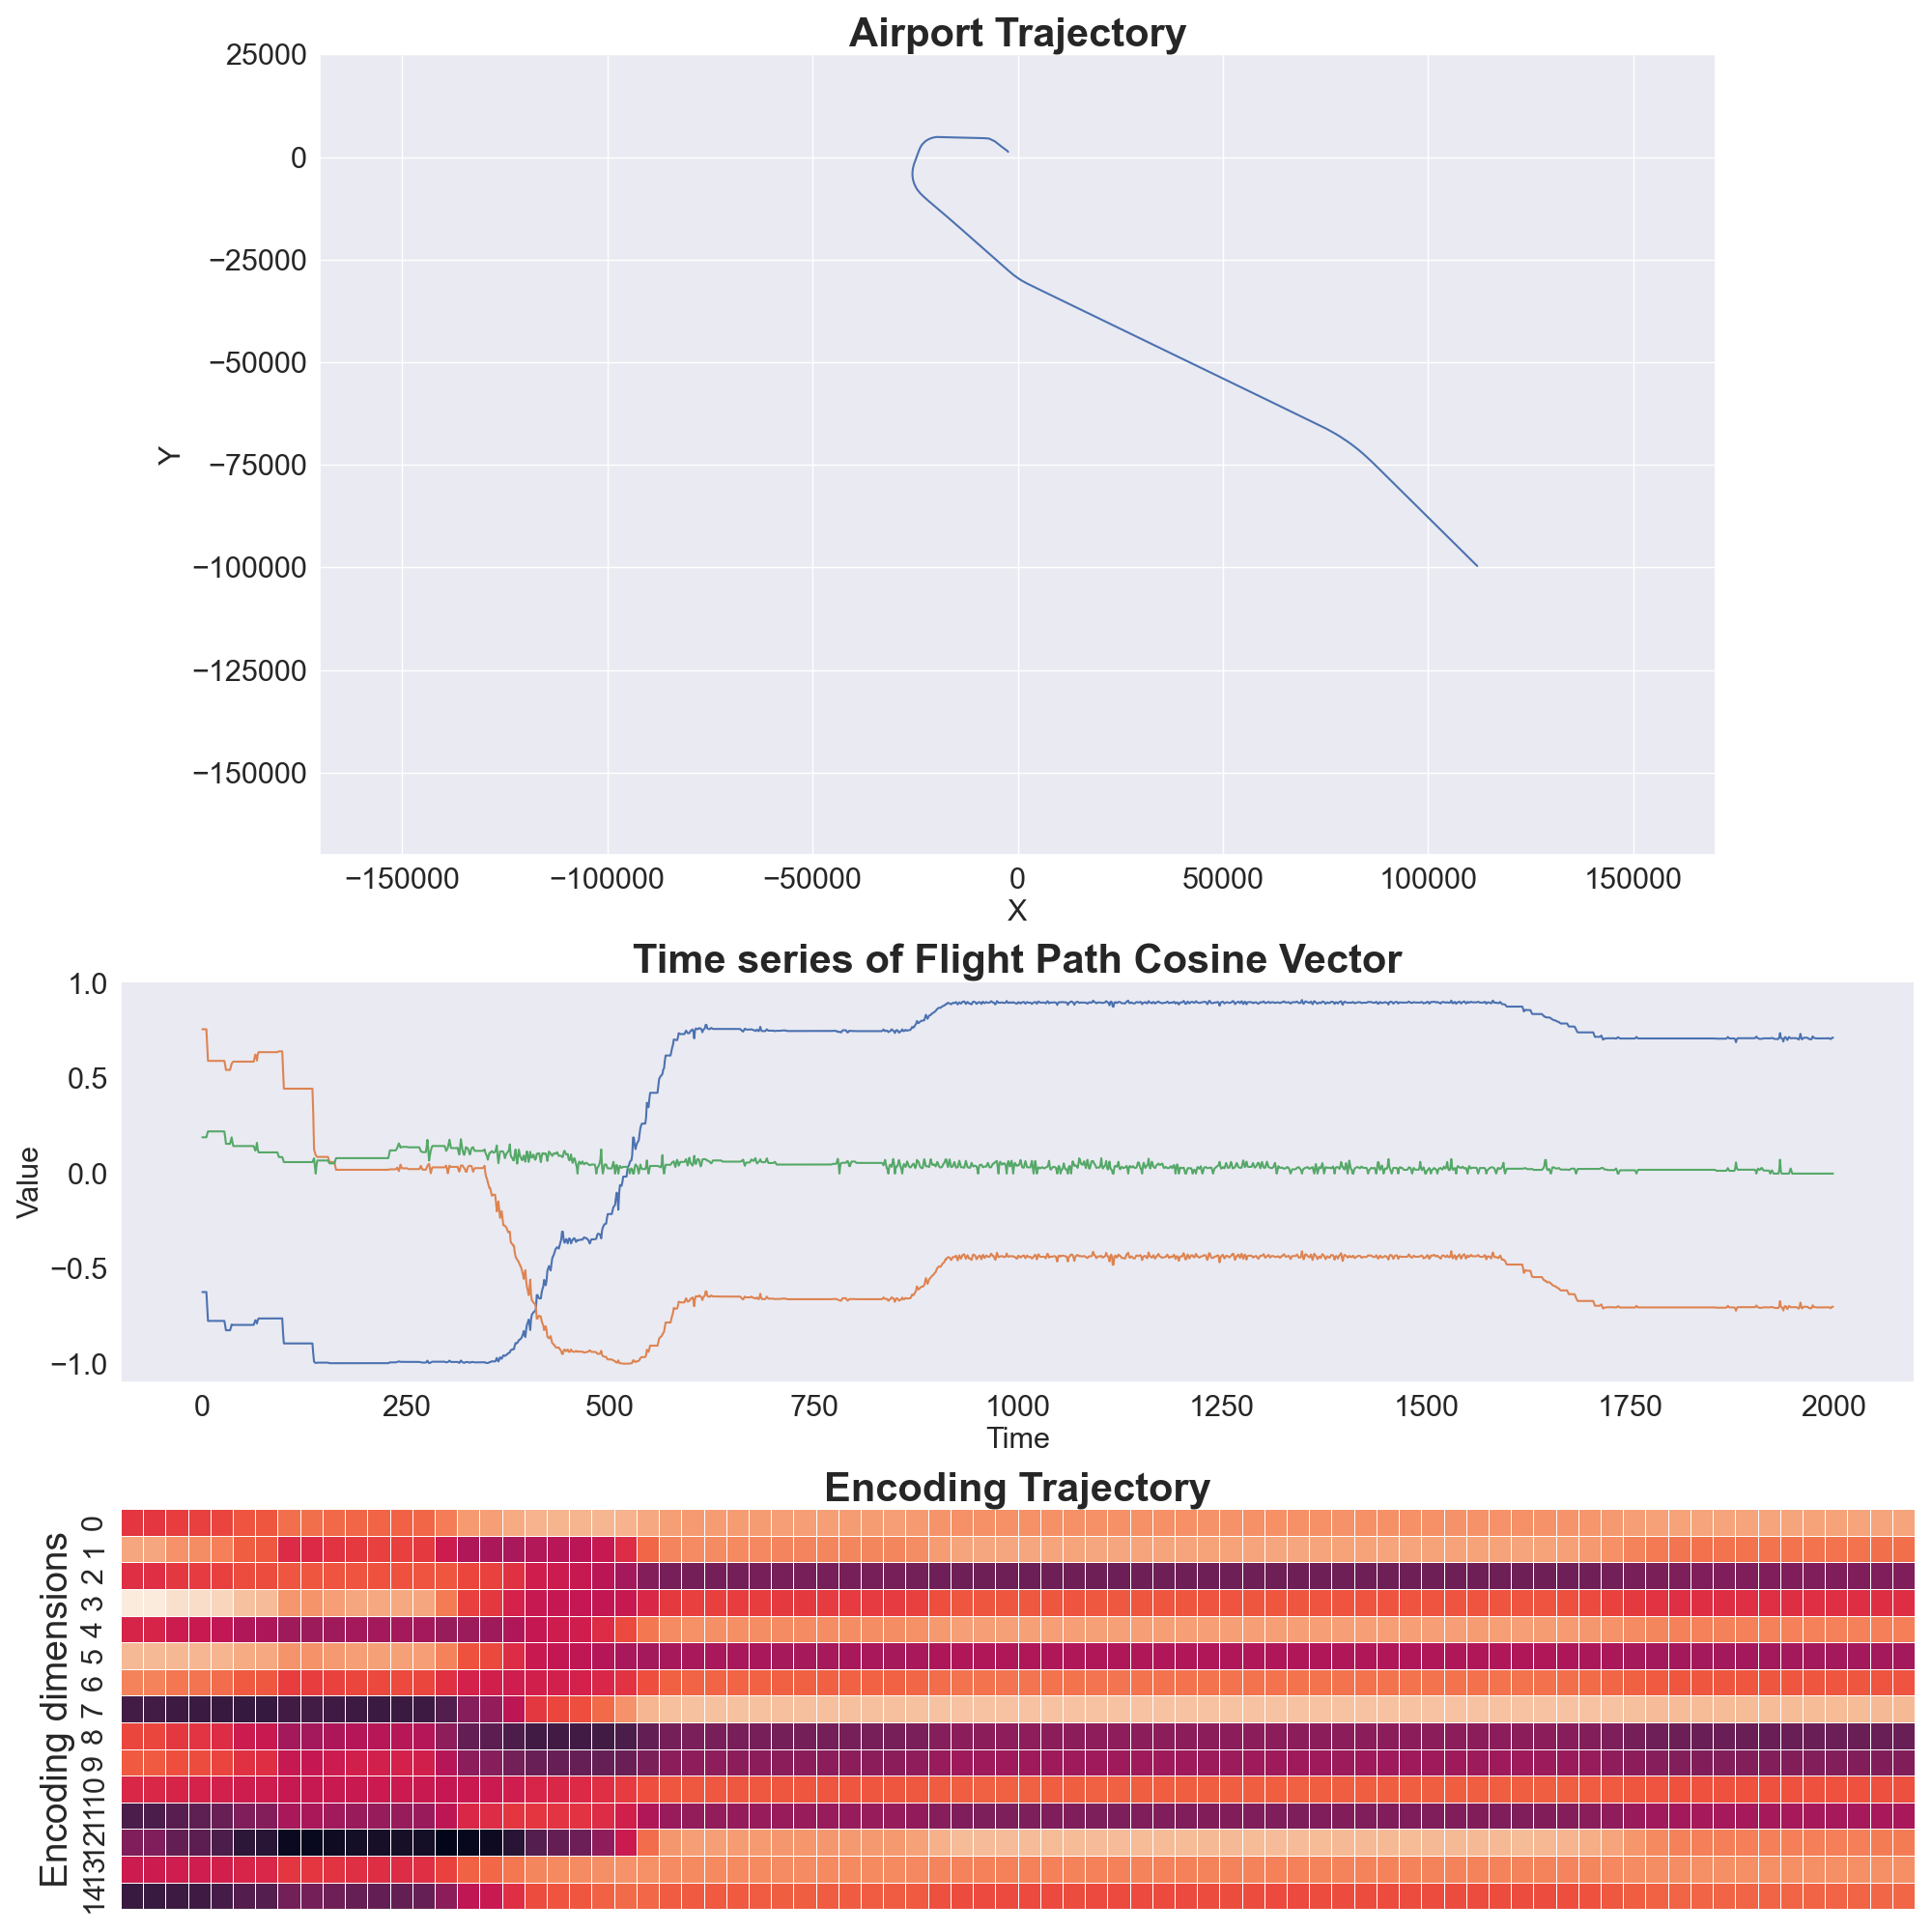 Airport Trajectory
25000
0
−25000
−50000
−75000
−100000
−125000
−150000
Y
−150000 −100000 −50000 0 50000 100000 150000
X
Time series of Flight Path Cosine Vector
1.0
0.5
0.0
−0.5
−1.0
Value
0 250 500 750 1000 1250 1500 1750 2000
Time
Encoding Trajectory
Encoding dimensions
0
1
2
3
4
5
6
7
8
9
10
11
12
13
14